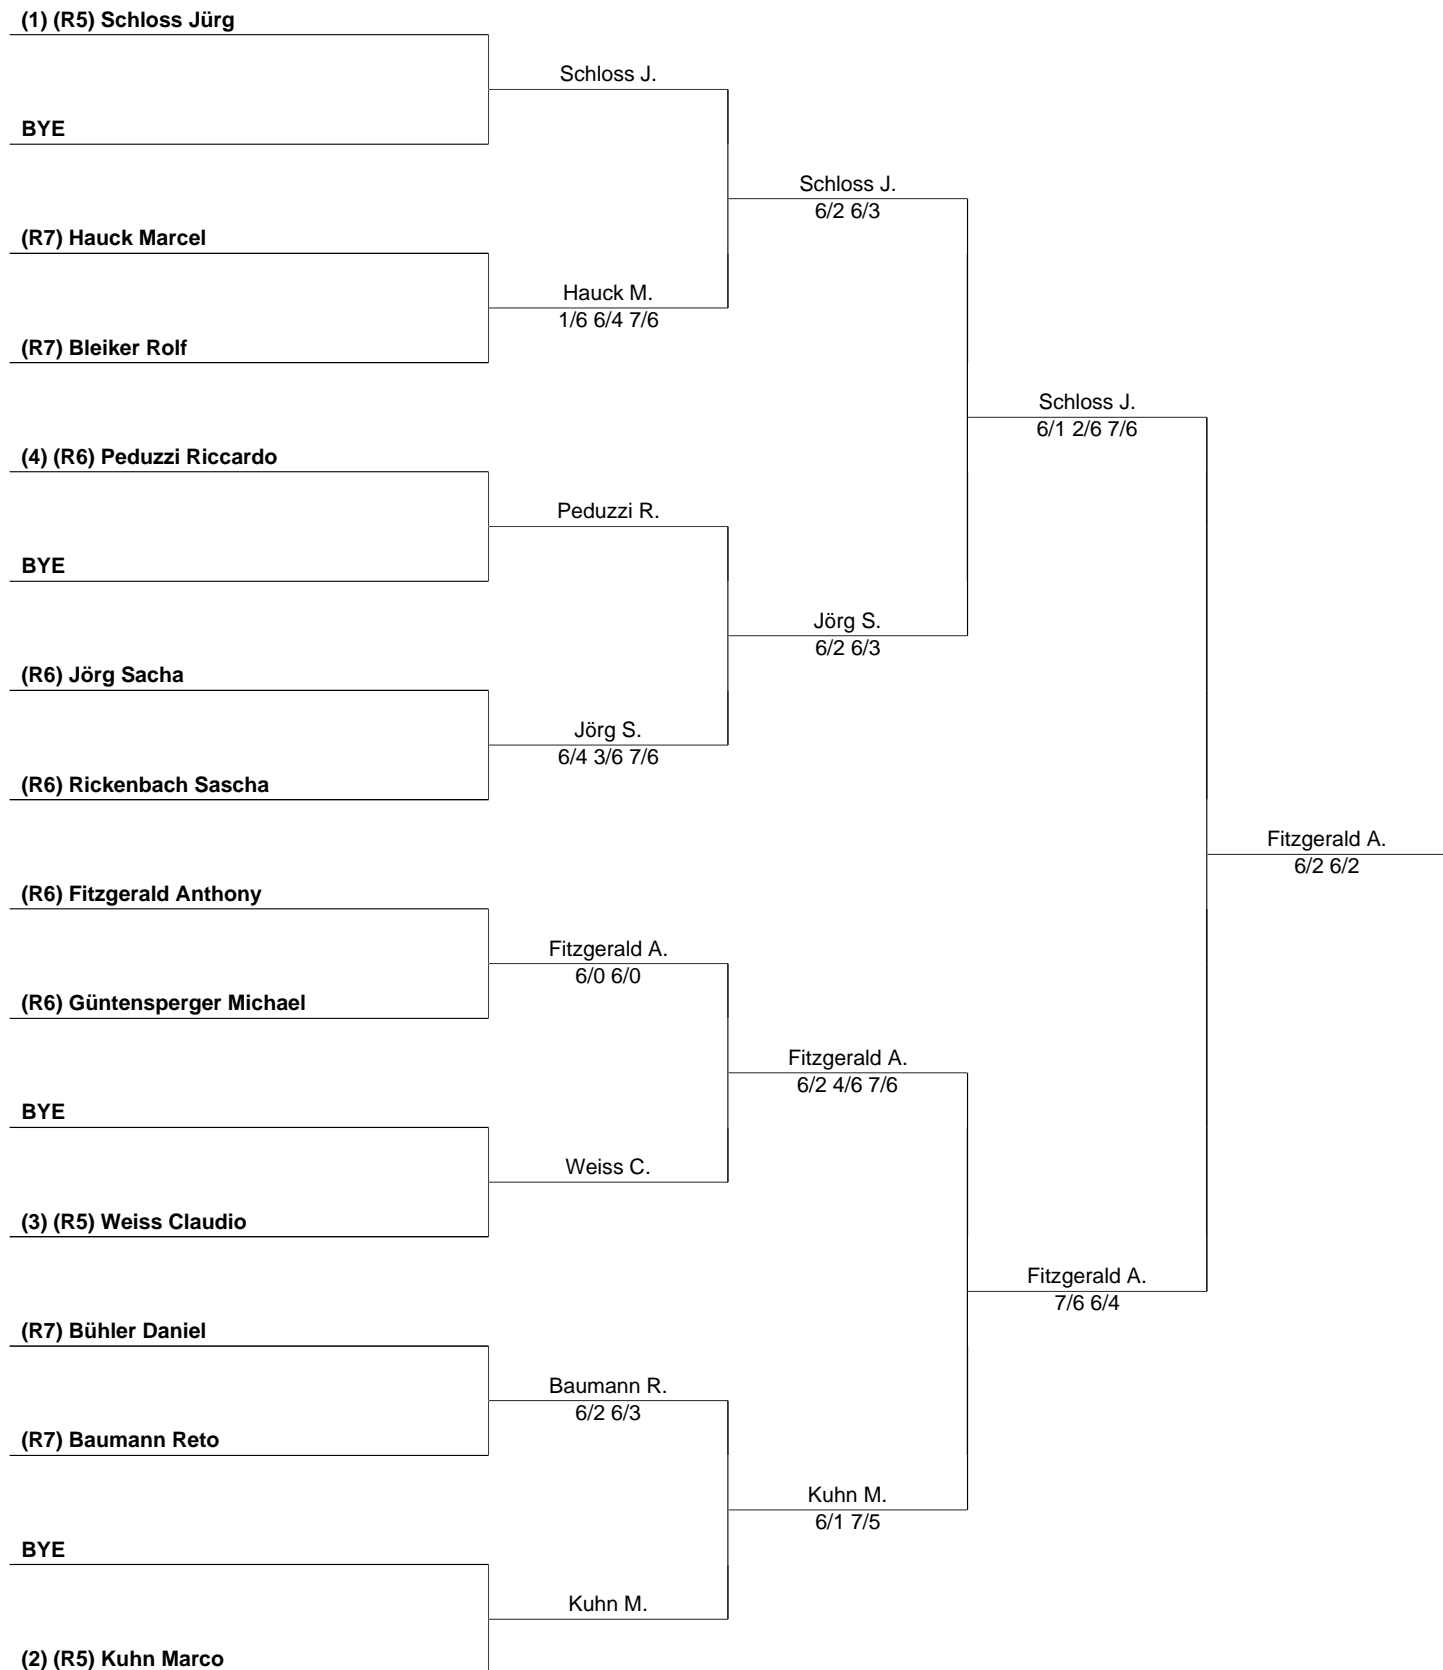 (1) (R5) Schloss Jürg
Schloss J.
BYE
Schloss J.
6/2 6/3
(R7) Hauck Marcel
Hauck M.
1/6 6/4 7/6
(R7) Bleiker Rolf
Schloss J.
6/1 2/6 7/6
(4) (R6) Peduzzi Riccardo
Peduzzi R.
BYE
Jörg S.
6/2 6/3
(R6) Jörg Sacha
Jörg S.
6/4 3/6 7/6
(R6) Rickenbach Sascha
Fitzgerald A.
6/2 6/2
(R6) Fitzgerald Anthony
Fitzgerald A.
6/0 6/0
(R6) Güntensperger Michael
Fitzgerald A.
6/2 4/6 7/6
BYE
Weiss C.
(3) (R5) Weiss Claudio
Fitzgerald A.
7/6 6/4
(R7) Bühler Daniel
Baumann R.
6/2 6/3
(R7) Baumann Reto
Kuhn M.
6/1 7/5
BYE
Kuhn M.
(2) (R5) Kuhn Marco